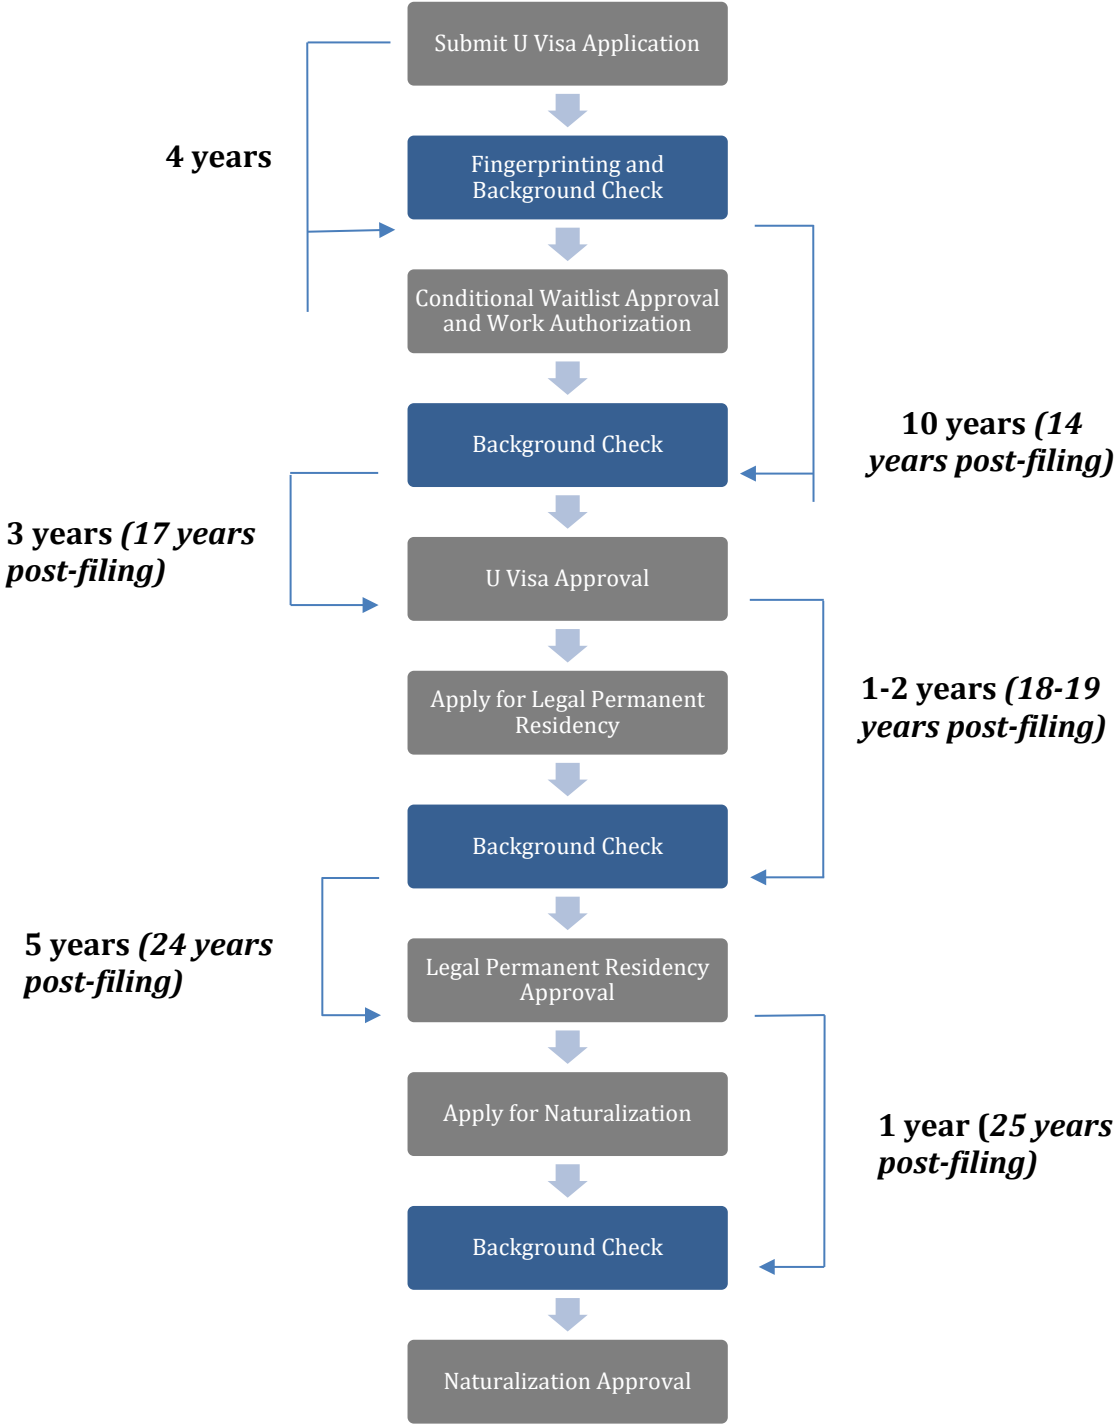 Submit U Visa Application
4 years
Fingerprinting and
Background Check
Conditional Waitlist Approval
and Work Authorization
10 years (14
years post-filing)
Background Check
3 years (17 years
post-filing)
U Visa Approval
1-2 years (18-19
years post-filing)
Apply for Legal Permanent
Residency
Background Check
5 years (24 years
post-filing)
Legal Permanent Residency
Approval
Apply for Naturalization
1 year (25 years
post-filing)
Background Check
Naturalization Approval